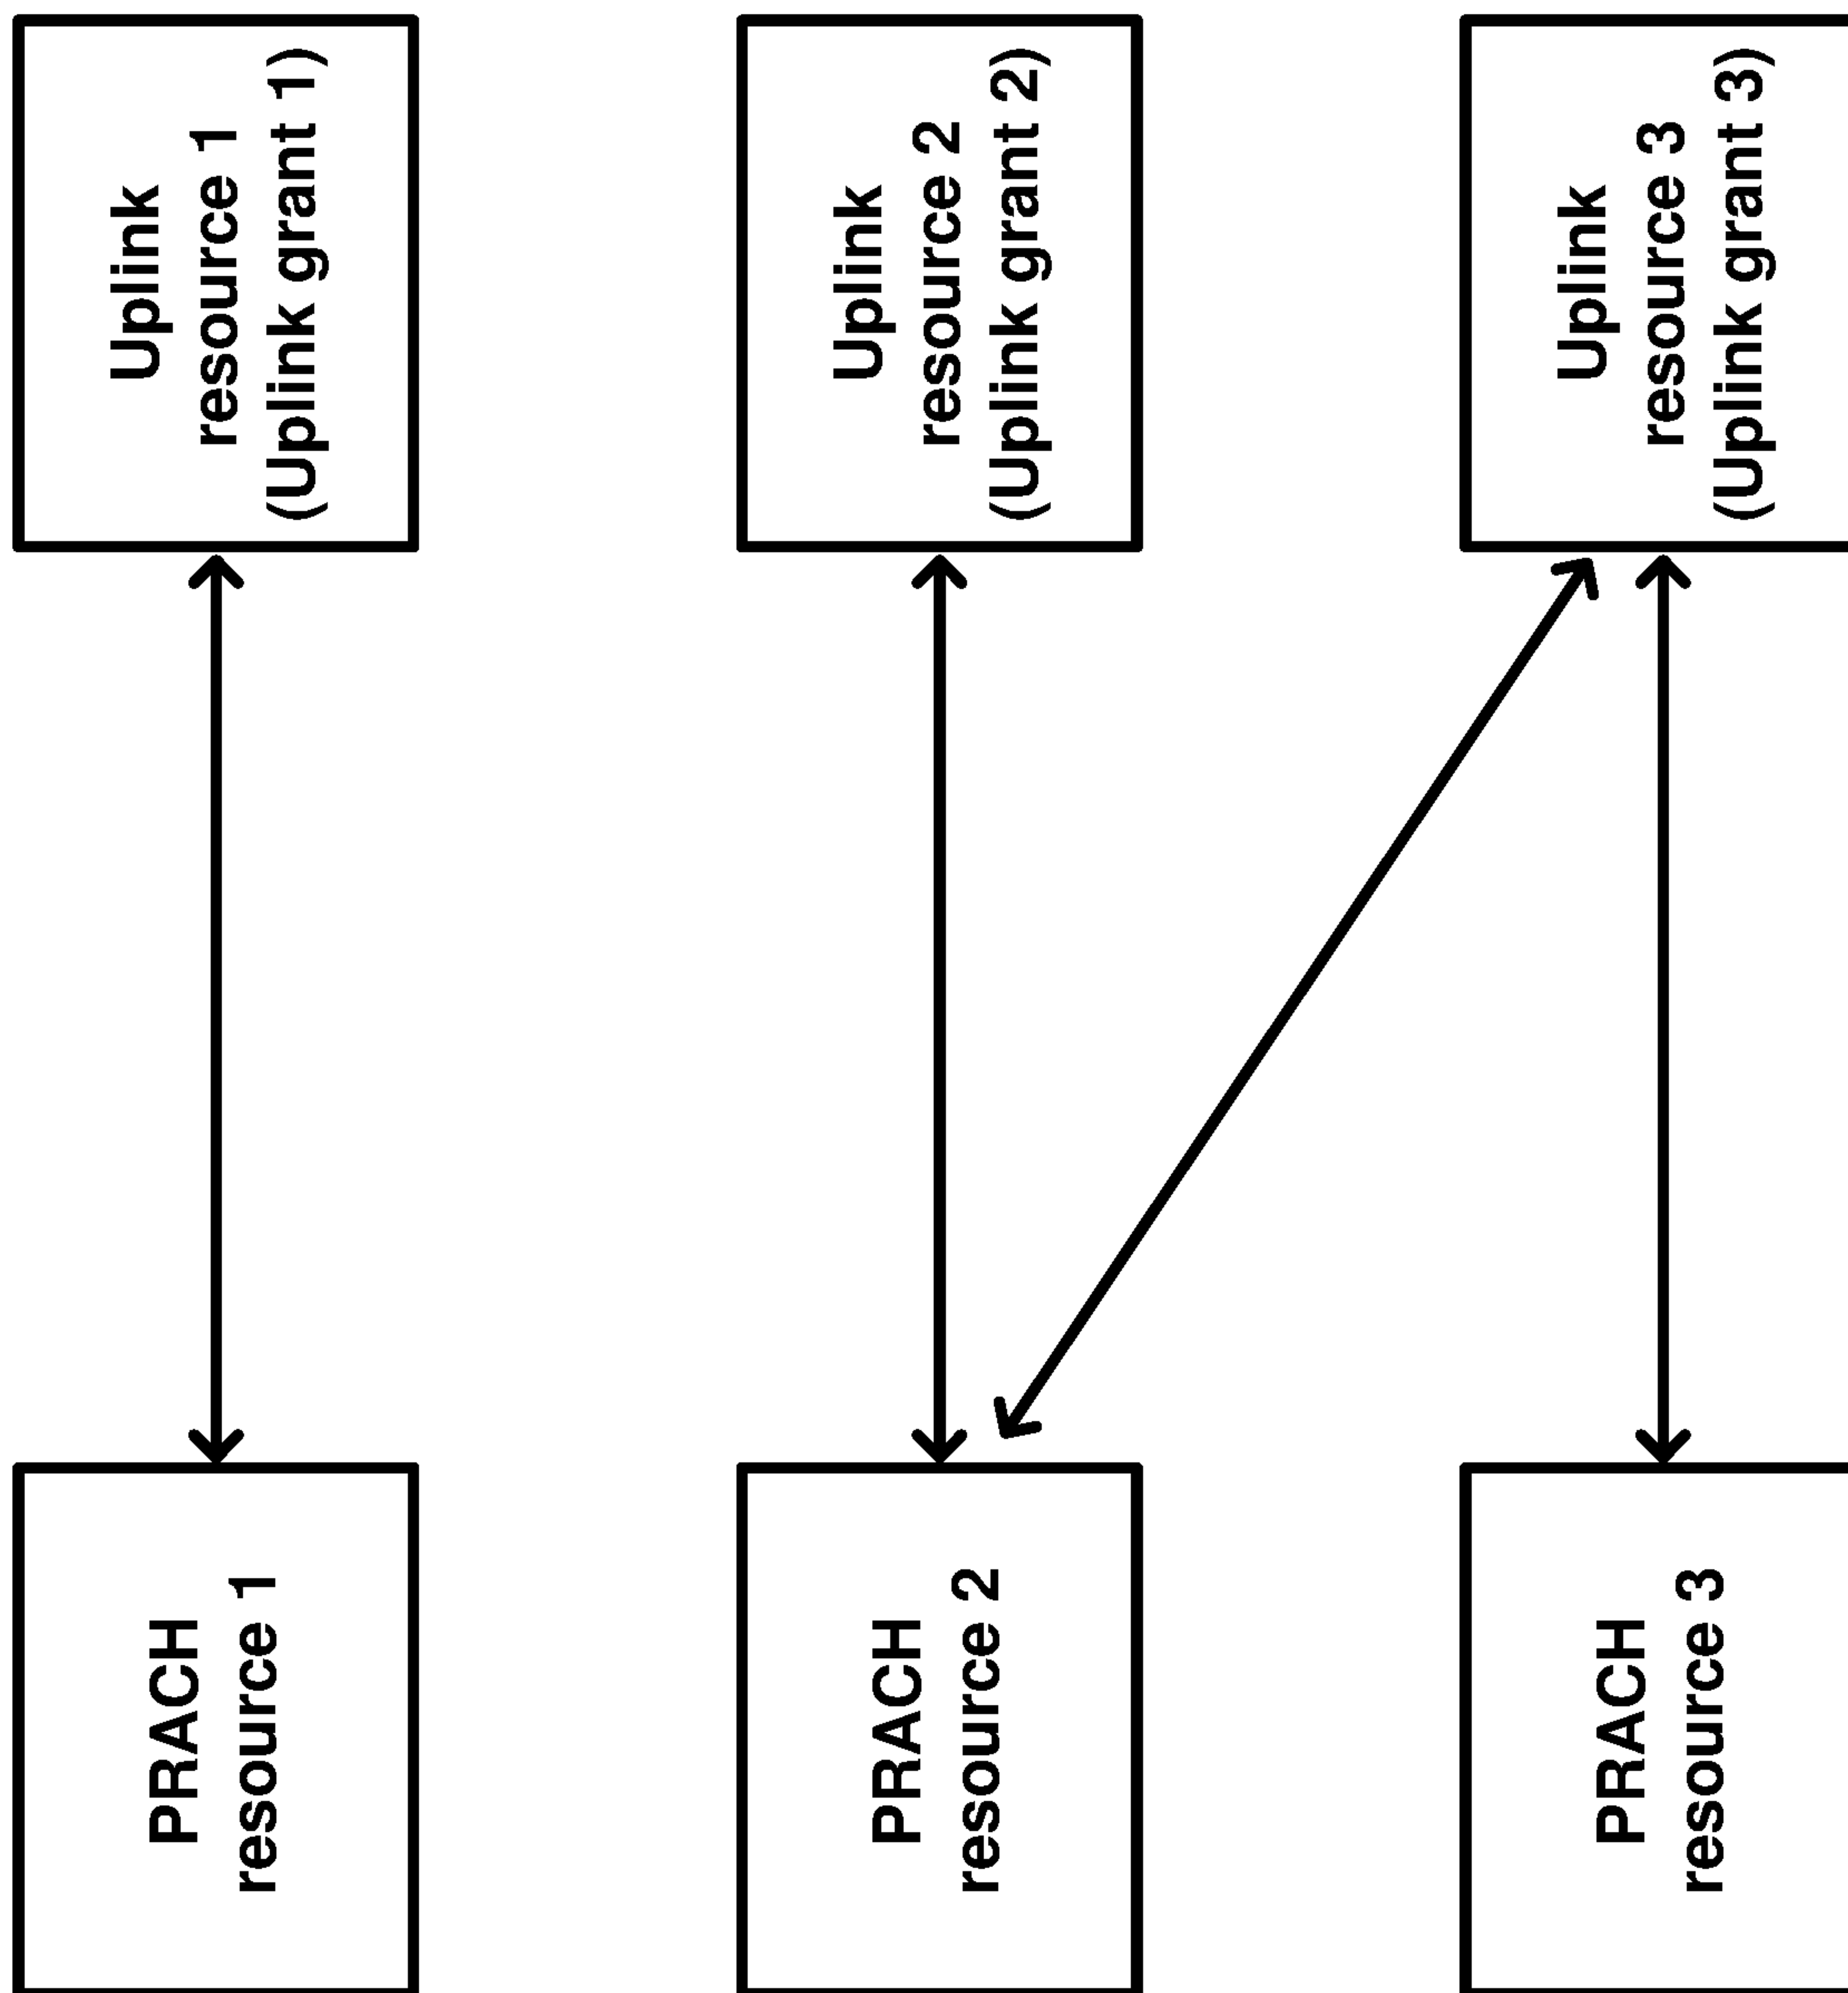 PRACH
resource 1
Uplink
resource 1
(Uplink grant 1)
PRACH
resource 2
Uplink
resource 2
(Uplink grant 2)
PRACH
resource 3
Uplink
resource 3
(Uplink grant 3)